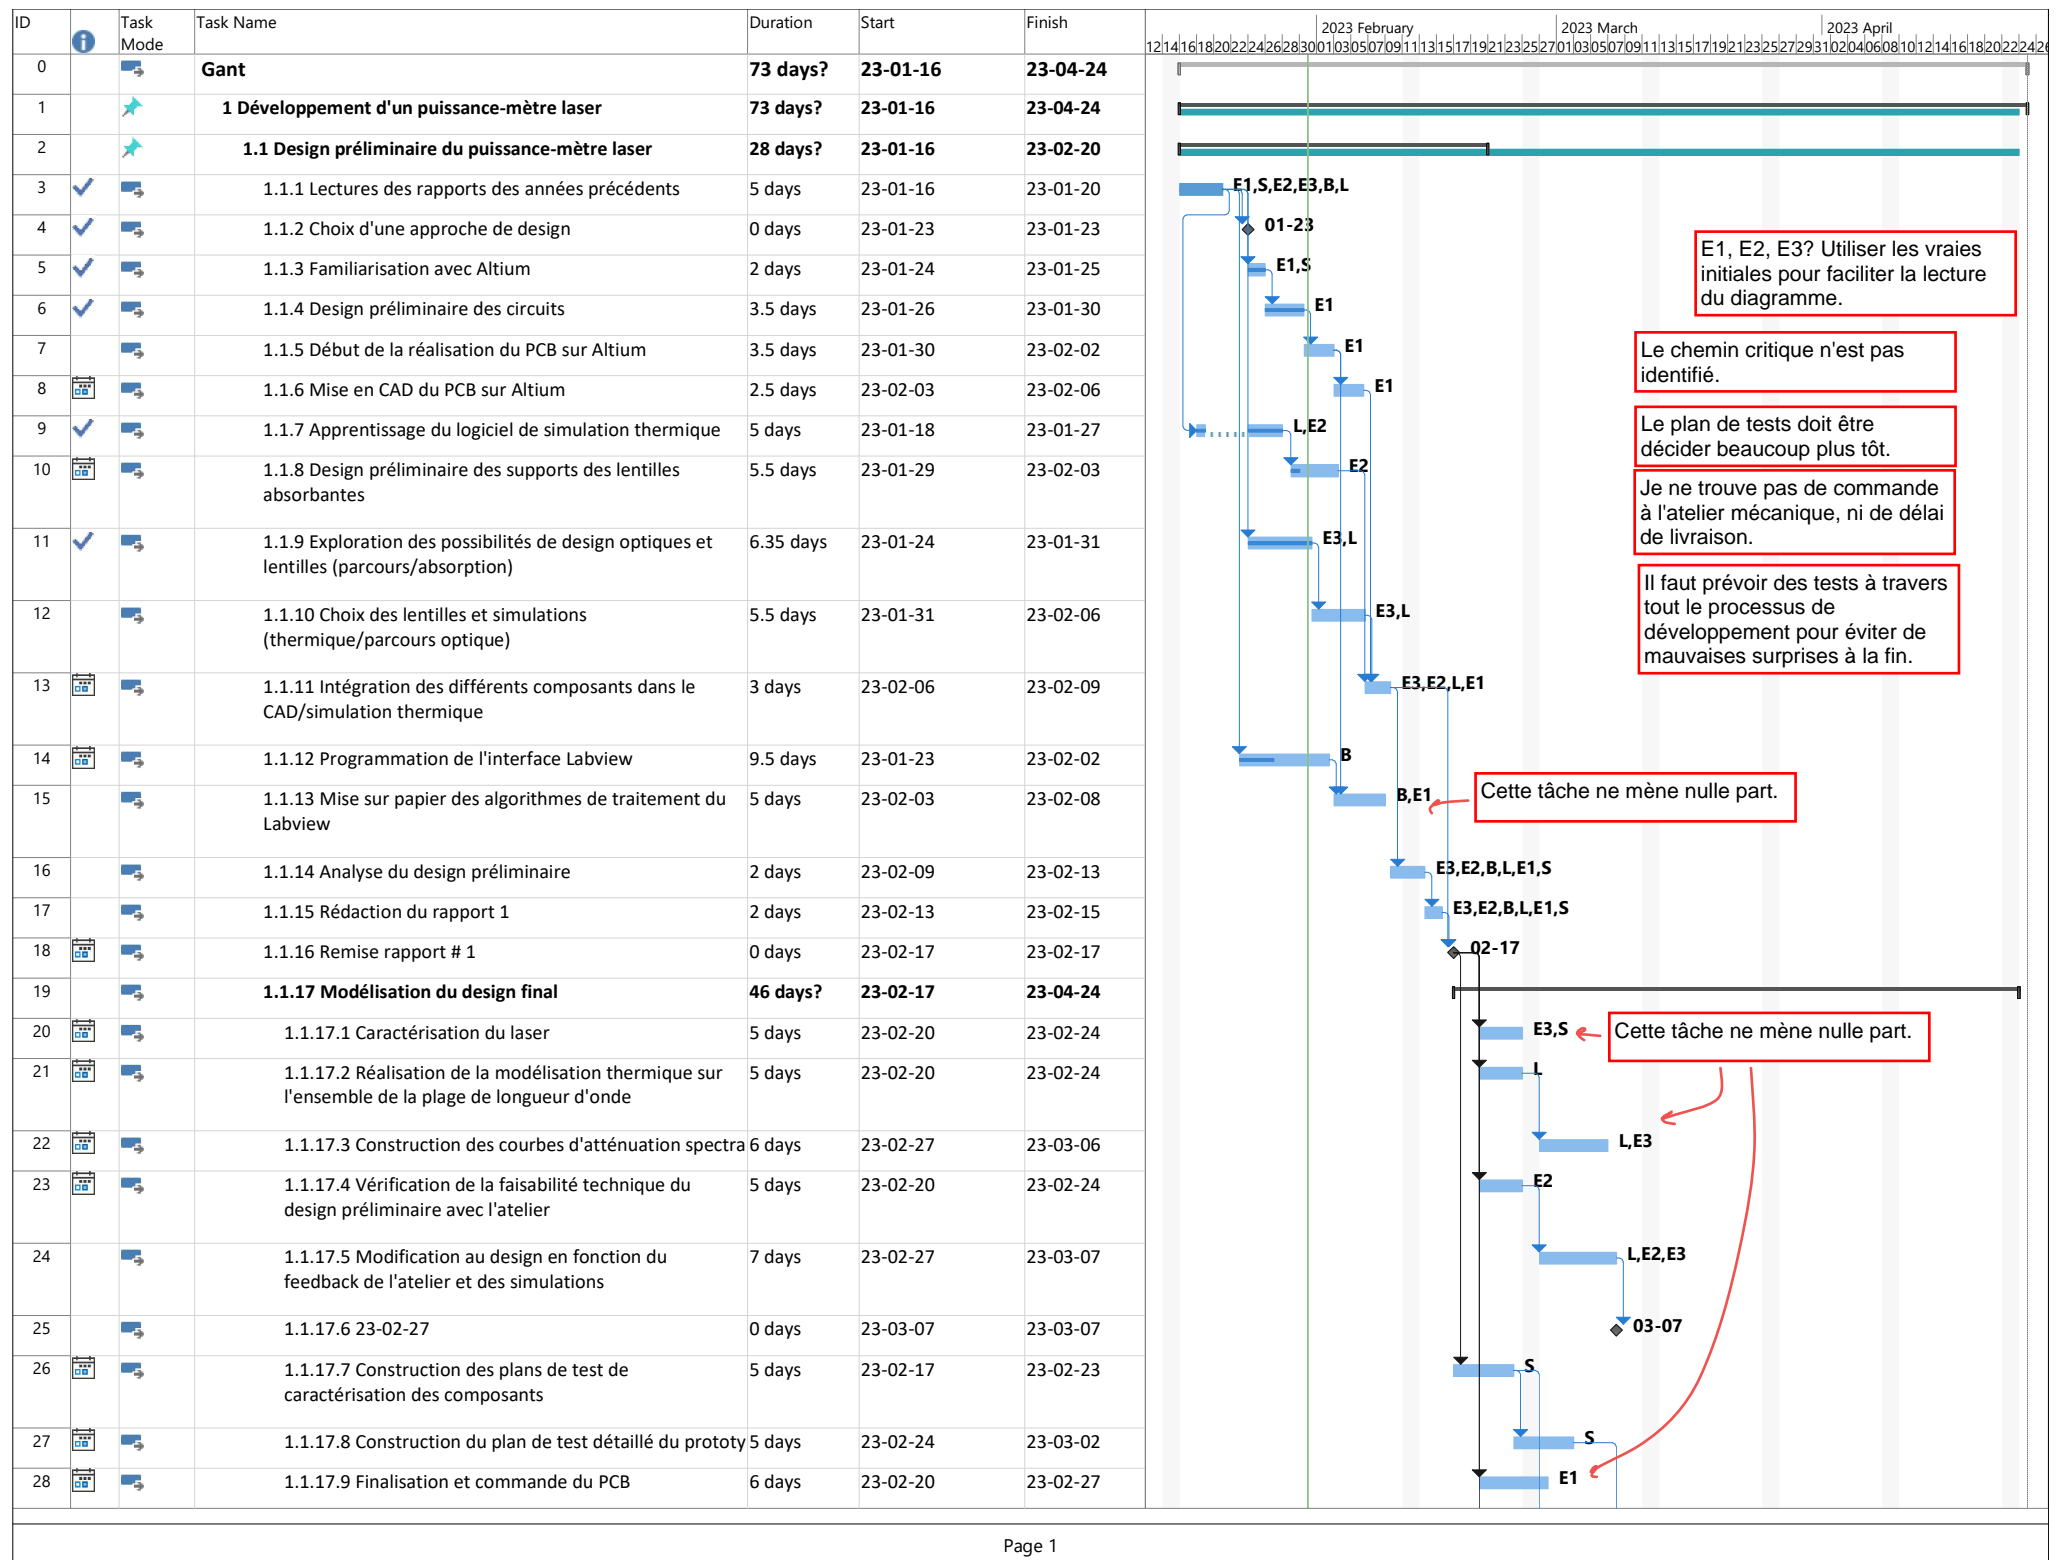 ID Task Mode Task Name Duration Start Finish
2023 February 2023 March 2023 April
12 14 16 18 20 22 24 26 28 30 01 03 05 07 09 11 13 15 17 19 21 23 25 27 01 03 05 07 09 11 13 15 17 19 21 23 25 27 29 31 02 04 06 08 10 12 14 16 18 20 22 24 26
0 Gant 73 days? 23-01-16 23-04-24
1 1 Développement d'un puissance-mètre laser 73 days? 23-01-16 23-04-24
2 1.1 Design préliminaire du puissance-mètre laser 28 days? 23-01-16 23-02-20
3 1.1.1 Lectures des rapports des années précédents 5 days 23-01-16 23-01-20 E1,S,E2,E3,B,L
4 1.1.2 Choix d'une approche de design 0 days 23-01-23 23-01-23 01-23
E1, E2, E3? Utiliser les vraies
initiales pour faciliter la lecture
du diagramme.
5 1.1.3 Familiarisation avec Altium 2 days 23-01-24 23-01-25 E1,S
6 1.1.4 Design préliminaire des circuits 3.5 days 23-01-26 23-01-30 E1
7 1.1.5 Début de la réalisation du PCB sur Altium 3.5 days 23-01-30 23-02-02 E1
Le chemin critique n'est pas
identifié.
8 1.1.6 Mise en CAD du PCB sur Altium 2.5 days 23-02-03 23-02-06 E1
9 1.1.7 Apprentissage du logiciel de simulation thermique 5 days 23-01-18 23-01-27 L,E2
Le plan de tests doit être
décider beaucoup plus tôt.
10 1.1.8 Design préliminaire des supports des lentilles 5.5 days 23-01-29 23-02-03 E2
absorbantes
Je ne trouve pas de commande
à l'atelier mécanique, ni de délai
de livraison.
11 1.1.9 Exploration des possibilités de design optiques et 6.35 days 23-01-24 23-01-31 E3,L
lentilles (parcours/absorption)
Il faut prévoir des tests à travers
tout le processus de
développement pour éviter de
mauvaises surprises à la fin.
12 1.1.10 Choix des lentilles et simulations 5.5 days 23-01-31 23-02-06 E3,L
(thermique/parcours optique)
13 1.1.11 Intégration des différents composants dans le 3 days 23-02-06 23-02-09 E3,E2,L,E1
CAD/simulation thermique
14 1.1.12 Programmation de l'interface Labview 9.5 days 23-01-23 23-02-02 B
15 1.1.13 Mise sur papier des algorithmes de traitement du 5 days 23-02-03 23-02-08 B,E1
Labview
Cette tâche ne mène nulle part.
16 1.1.14 Analyse du design préliminaire 2 days 23-02-09 23-02-13 E3,E2,B,L,E1,S
17 1.1.15 Rédaction du rapport 1 2 days 23-02-13 23-02-15 E3,E2,B,L,E1,S
18 1.1.16 Remise rapport # 1 0 days 23-02-17 23-02-17 02-17
19 1.1.17 Modélisation du design final 46 days? 23-02-17 23-04-24
20 1.1.17.1 Caractérisation du laser 5 days 23-02-20 23-02-24 E3,S
Cette tâche ne mène nulle part.
21 1.1.17.2 Réalisation de la modélisation thermique sur 5 days 23-02-20 23-02-24 L
l'ensemble de la plage de longueur d'onde
22 1.1.17.3 Construction des courbes d'atténuation spectra 6 days 23-02-27 23-03-06 L,E3
23 1.1.17.4 Vérification de la faisabilité technique du 5 days 23-02-20 23-02-24 E2
design préliminaire avec l'atelier
24 1.1.17.5 Modification au design en fonction du 7 days 23-02-27 23-03-07 L,E2,E3
feedback de l'atelier et des simulations
25 1.1.17.6 23-02-27 0 days 23-03-07 23-03-07 03-07
26 1.1.17.7 Construction des plans de test de 5 days 23-02-17 23-02-23 S
caractérisation des composants
27 1.1.17.8 Construction du plan de test détaillé du prototy 5 days 23-02-24 23-03-02 S
28 1.1.17.9 Finalisation et commande du PCB 6 days 23-02-20 23-02-27 E1
Page 1